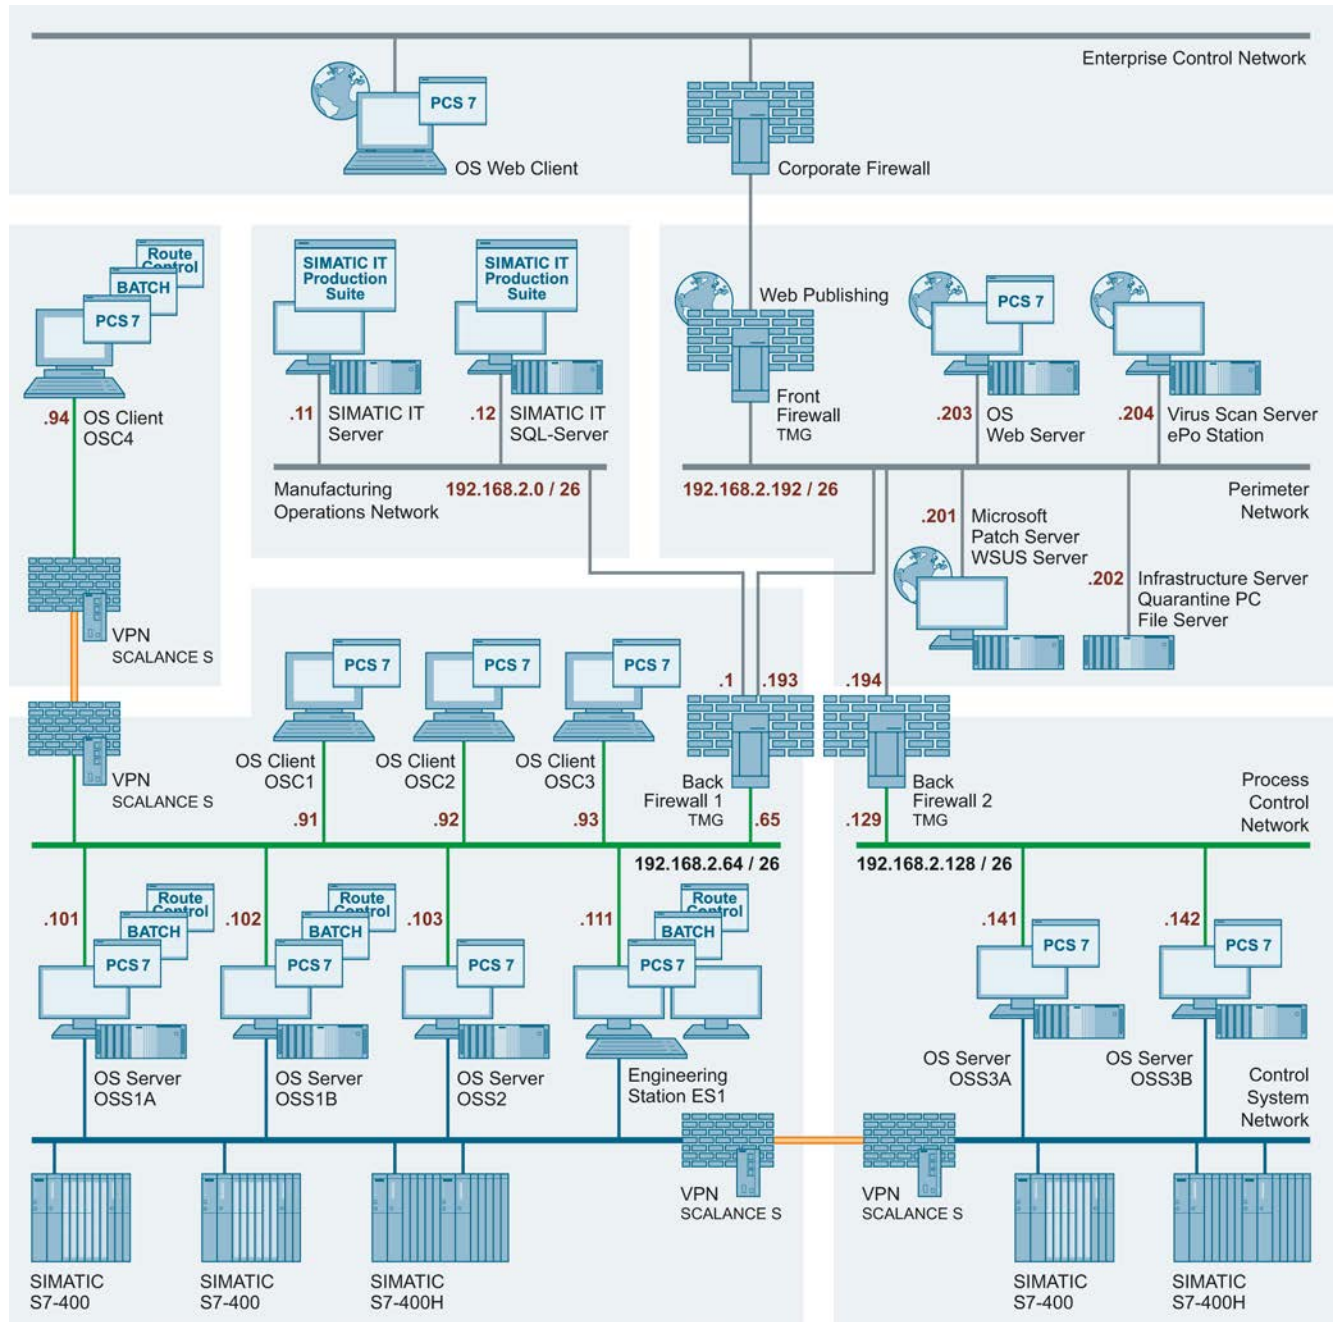 Enterprise Control Network
PCS 7
OS Web Client
Corporate Firewall
Route
Control
BATCH
PCS 7
.94
OS Client
OSC4
VPN
SCALANCE S
VPN
SCALANCE S
SIMATIC IT
Production
Suite
.11
SIMATIC IT
Server
SIMATIC IT
Production
Suite
.12
SIMATIC IT
SQL-Server
Manufacturing
Operations Network
192.168.2.0 / 26
Web Publishing
Front
Firewall
TMG
PCS 7
.203
OS
Web Server
.204
Virus Scan Server
ePo Station
192.168.2.192 / 26
Perimeter
Network
.201
Microsoft
Patch Server
WSUS Server
.202
Infrastructure Server
Quarantine PC
File Server
PCS 7
OS Client
OSC1
.91
PCS 7
OS Client
OSC2
.92
PCS 7
OS Client
OSC3
.93
.1
.193
Back
Firewall 1
TMG
.65
.194
Back
Firewall 2
TMG
.129
Process
Control
Network
192.168.2.64 / 26
192.168.2.128 / 26
.101
Route
Control
BATCH
PCS 7
OS Server
OSS1A
.102
Route
Control
BATCH
PCS 7
OS Server
OSS1B
.103
PCS 7
OS Server
OSS2
.111
Route
Control
BATCH
PCS 7
Engineering
Station ES1
.141
PCS 7
OS Server
OSS3A
.142
PCS 7
OS Server
OSS3B
Control
System
Network
VPN
SCALANCE S
VPN
SCALANCE S
SIMATIC
S7-400
SIMATIC
S7-400
SIMATIC
S7-400H
SIMATIC
S7-400
SIMATIC
S7-400H